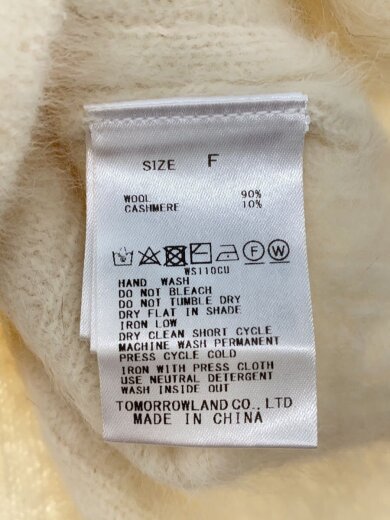 SIZE F
WOOL 90%
CASHMERE 10%
F W
WS110CU
HAND WASH
DO NOT BLEACH
DO NOT TUMBLE DRY
DRY FLAT IN SHADE
IRON LOW
DRY CLEAN SHORT CYCLE
MACHINE WASH PERMANENT
PRESS CYCLE COLD
IRON WITH PRESS CLOTH
USE NEUTRAL DETERGENT
WASH INSIDE OUT
TOMORROWLAND CO., LTD
MADE IN CHINA